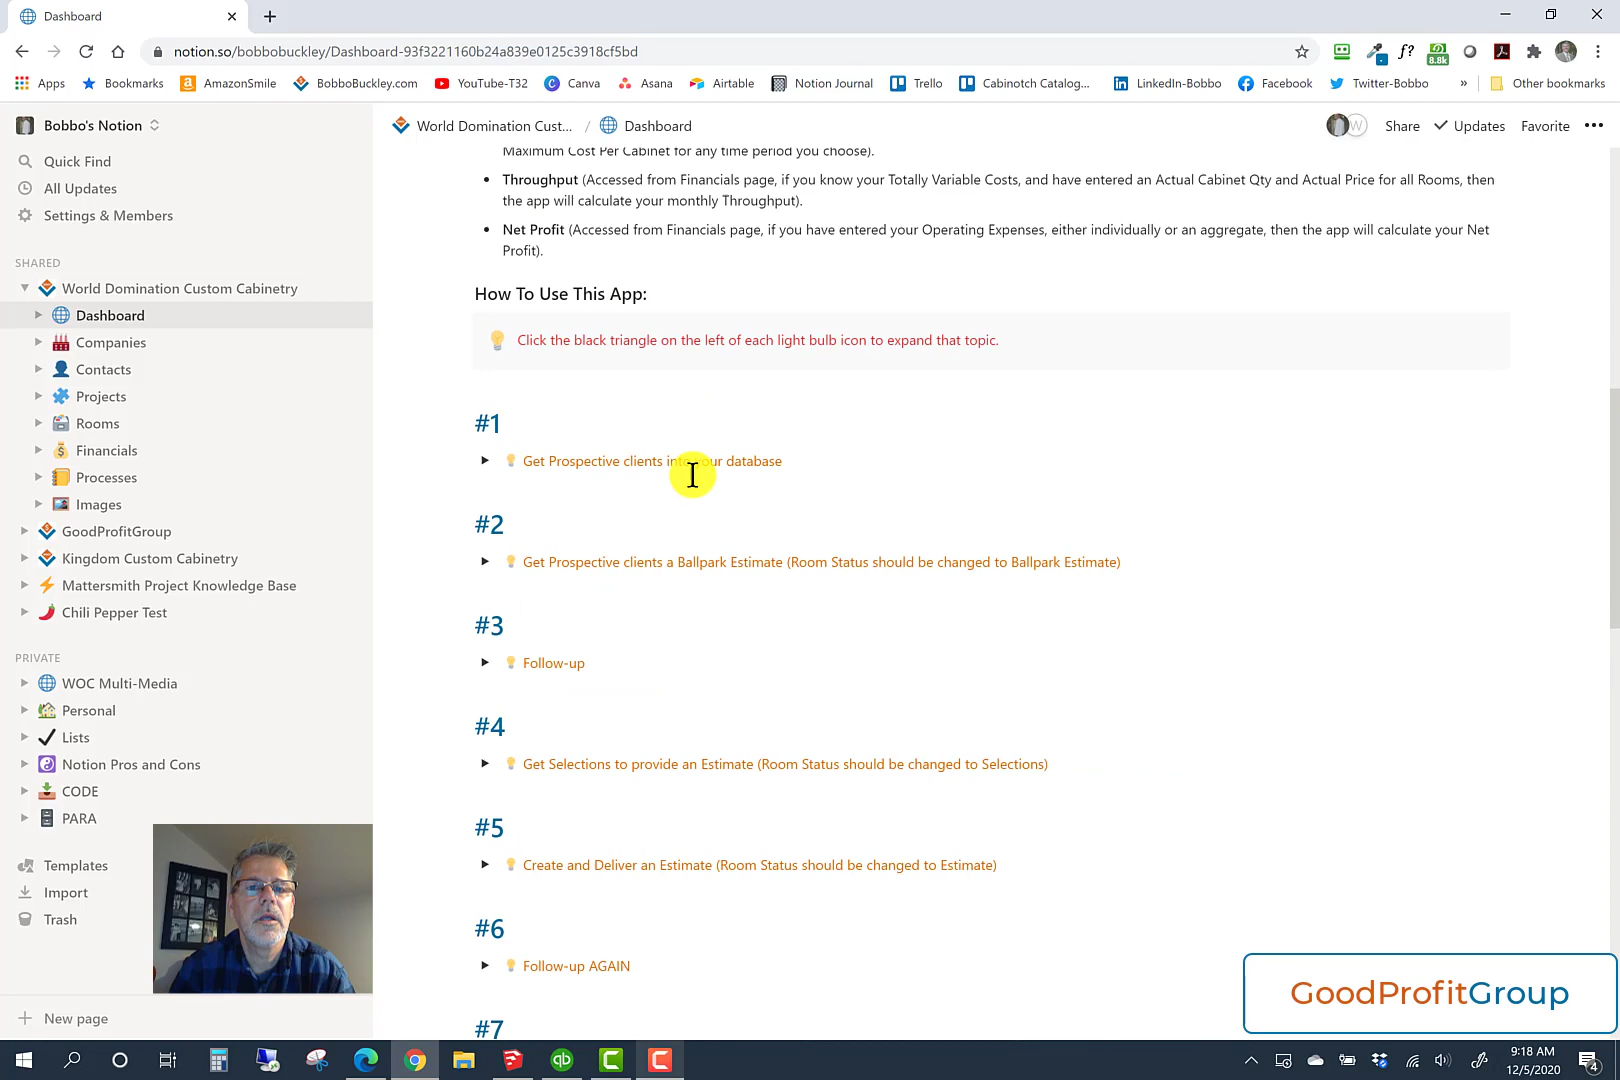 Dashboard
notion.so/bobbobuckley/Dashboard-93f3221160b24a839e0125c3918cf5bd
f?
8.8k
Apps
Bookmarks
AmazonSmile
BobboBuckley.com
YouTube-T32
Canva
Asana
Airtable
Notion Journal
Trello
Cabinotch Catalog...
LinkedIn-Bobbo
Facebook
Twitter-Bobbo
»
Other bookmarks
Bobbo's Notion
Quick Find
All Updates
Settings & Members
SHARED
World Domination Custom Cabinetry
Dashboard
Companies
Contacts
Projects
Rooms
Financials
Processes
Images
GoodProfitGroup
Kingdom Custom Cabinetry
Mattersmith Project Knowledge Base
Chili Pepper Test
PRIVATE
WOC Multi-Media
Personal
Lists
Notion Pros and Cons
CODE
PARA
Templates
Import
Trash
New page
World Domination Cust... / Dashboard
W
Share
Updates
Favorite
Maximum Cost Per Cabinet for any time period you choose).
• Throughput (Accessed from Financials page, if you know your Totally Variable Costs, and have entered an Actual Cabinet Qty and Actual Price for all Rooms, then
the app will calculate your monthly Throughput).
• Net Profit (Accessed from Financials page, if you have entered your Operating Expenses, either individually or an aggregate, then the app will calculate your Net
Profit).
How To Use This App:
Click the black triangle on the left of each light bulb icon to expand that topic.
#1
Get Prospective clients into your database
#2
Get Prospective clients a Ballpark Estimate (Room Status should be changed to Ballpark Estimate)
#3
Follow-up
#4
Get Selections to provide an Estimate (Room Status should be changed to Selections)
#5
Create and Deliver an Estimate (Room Status should be changed to Estimate)
#6
Follow-up AGAIN
#7
GoodProfitGroup
qb
C
C
9:18 AM
12/5/2020
4